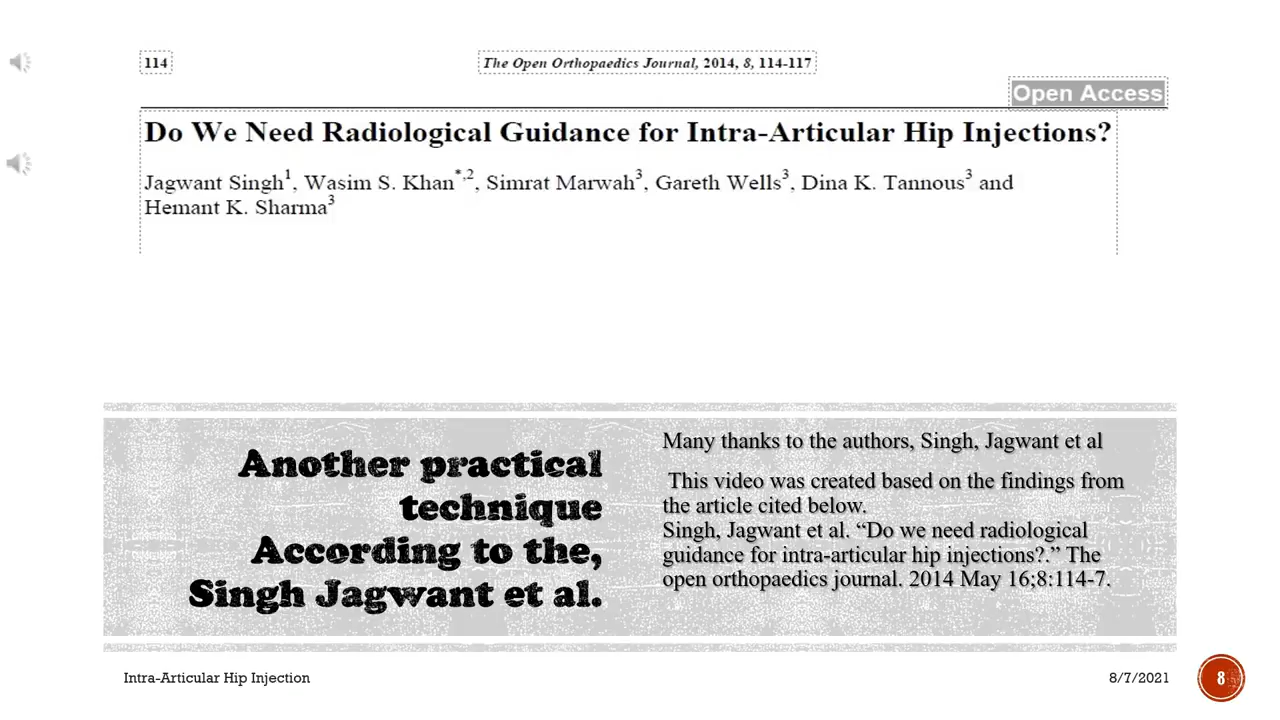 114
The Open Orthopaedics Journal, 2014, 8, 114-117
Open Access
Do We Need Radiological Guidance for Intra-Articular Hip Injections?
Jagwant Singh1, Wasim S. Khan*,2, Simrat Marwah3, Gareth Wells3, Dina K. Tannous3 and
Hemant K. Sharma3
Another practical
technique
According to the,
Singh Jagwant et al.
Many thanks to the authors, Singh, Jagwant et al
This video was created based on the findings from
the article cited below.
Singh, Jagwant et al. “Do we need radiological
guidance for intra-articular hip injections?.” The
open orthopaedics journal. 2014 May 16;8:114-7.
Intra-Articular Hip Injection
8/7/2021
8